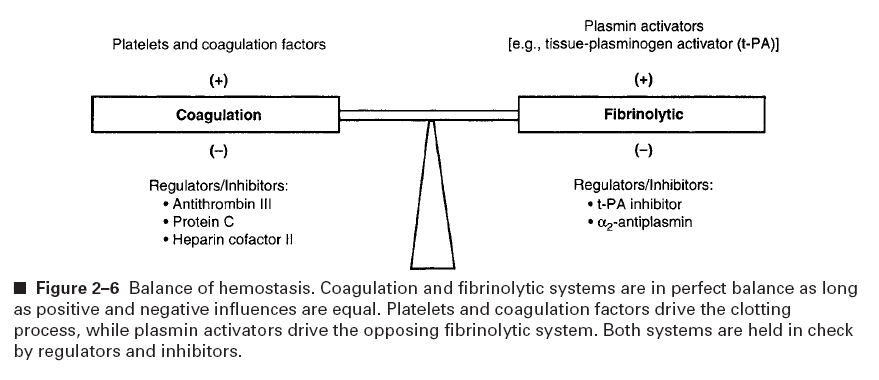 Platelets and coagulation factors
Plasmin activators
[e.g., tissue-plasminogen activator (t-PA)]
(+)
(+)
Coagulation
Fibrinolytic
(–)
(–)
Regulators/Inhibitors:
• Antithrombin III
• Protein C
• Heparin cofactor II
Regulators/Inhibitors:
• t-PA inhibitor
• α₂-antiplasmin
■ Figure 2–6 Balance of hemostasis. Coagulation and fibrinolytic systems are in perfect balance as long
as positive and negative influences are equal. Platelets and coagulation factors drive the clotting
process, while plasmin activators drive the opposing fibrinolytic system. Both systems are held in check
by regulators and inhibitors.